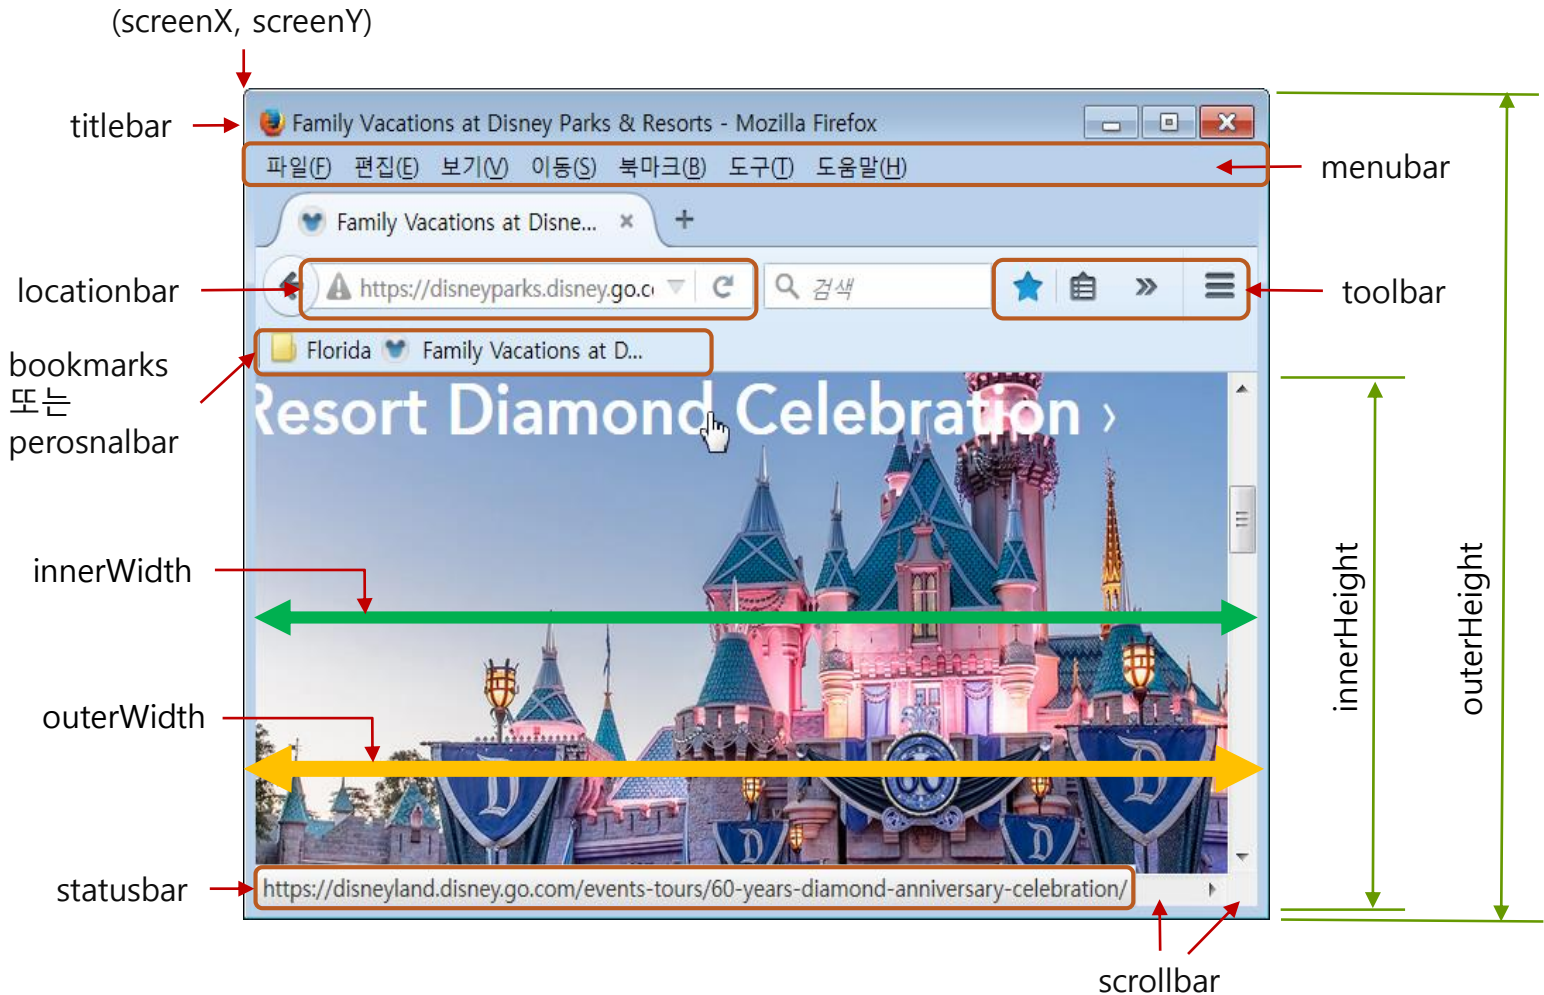 (screenX, screenY)
titlebar
Family Vacations at Disney Parks & Resorts - Mozilla Firefox
파일(F) 편집(E) 보기(V) 이동(S) 북마크(B) 도구(T) 도움말(H)
menubar
Family Vacations at Disne...
locationbar
https://disneyparks.disney.go.c
검색
toolbar
bookmarks
또는
perosnalbar
Florida Family Vacations at D...
Resort Diamond Celebration ›
innerWidth
innerHeight
outerHeight
outerWidth
D
60
D
D
D
statusbar
https://disneyland.disney.go.com/events-tours/60-years-diamond-anniversary-celebration/
scrollbar